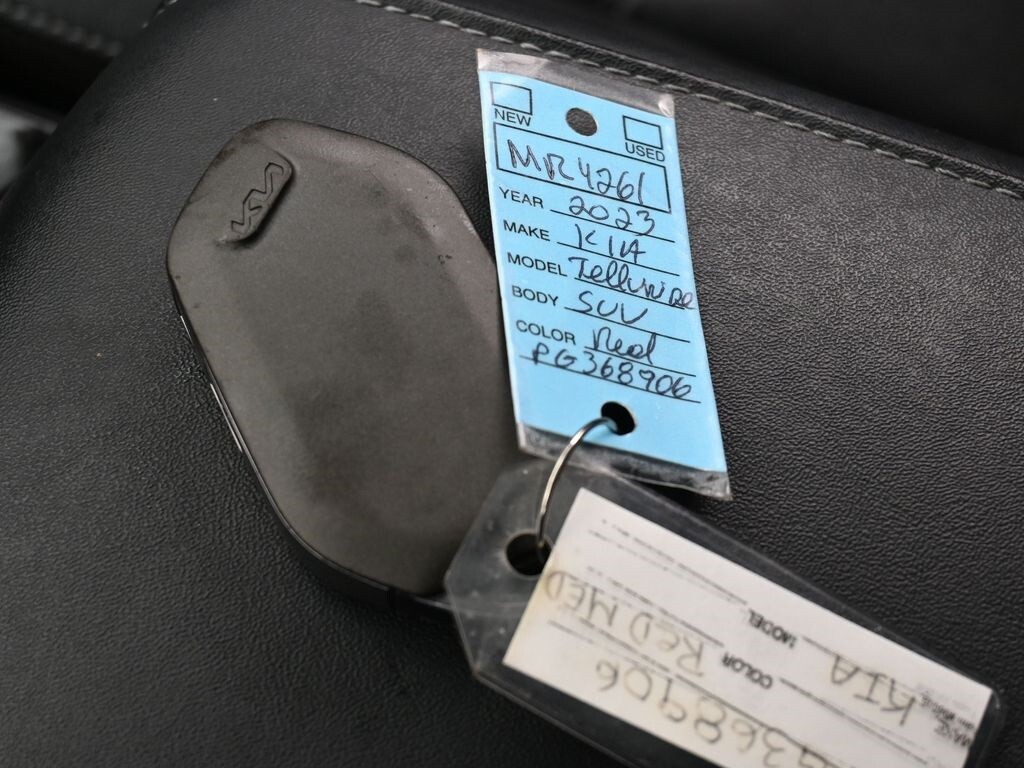 KIA
NEW
USED
MR4261
YEAR 2023
MAKE KIA
MODEL Telluride
BODY SUV
COLOR Red
PG368906
MODEL
KIA
COLOR RED MED
368906